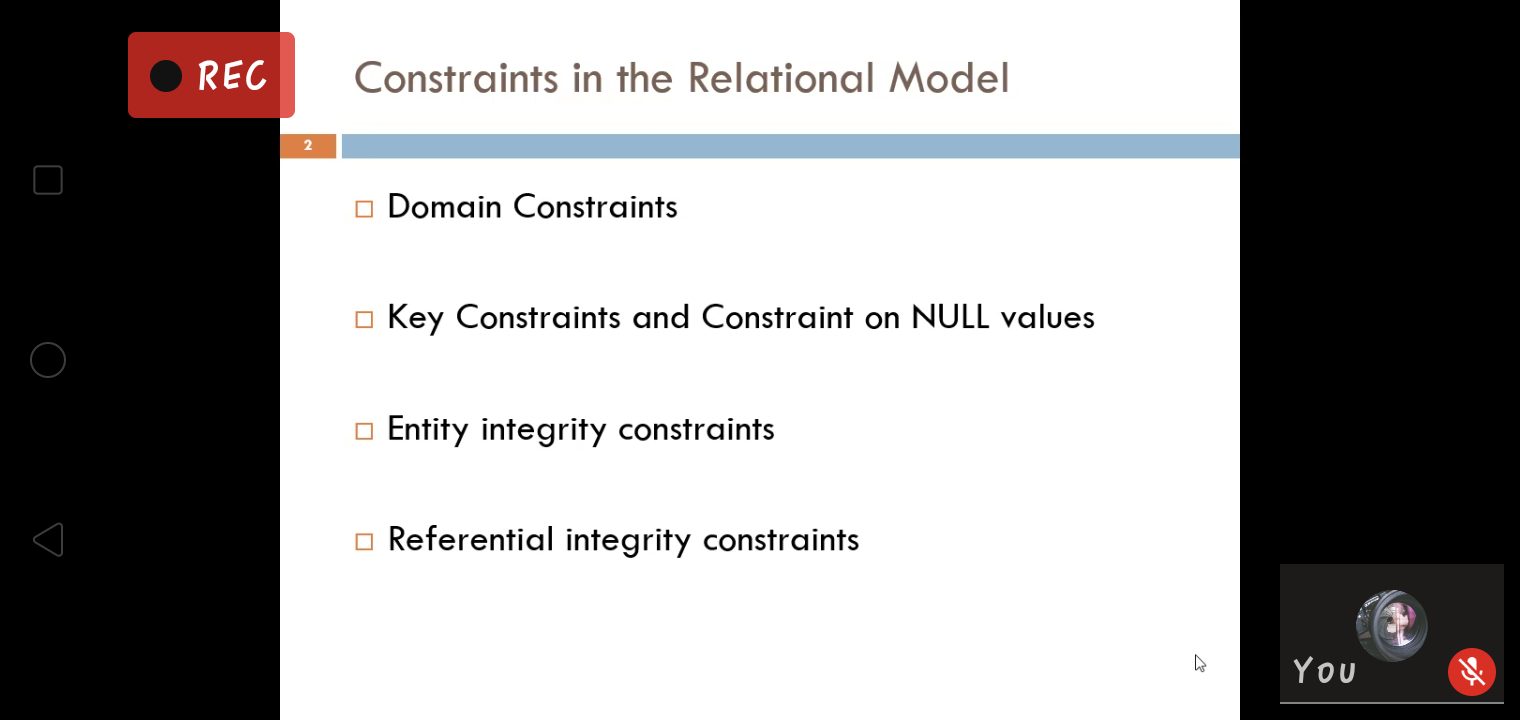 REC
Constraints in the Relational Model
2
Domain Constraints
Key Constraints and Constraint on NULL values
Entity integrity constraints
Referential integrity constraints
You